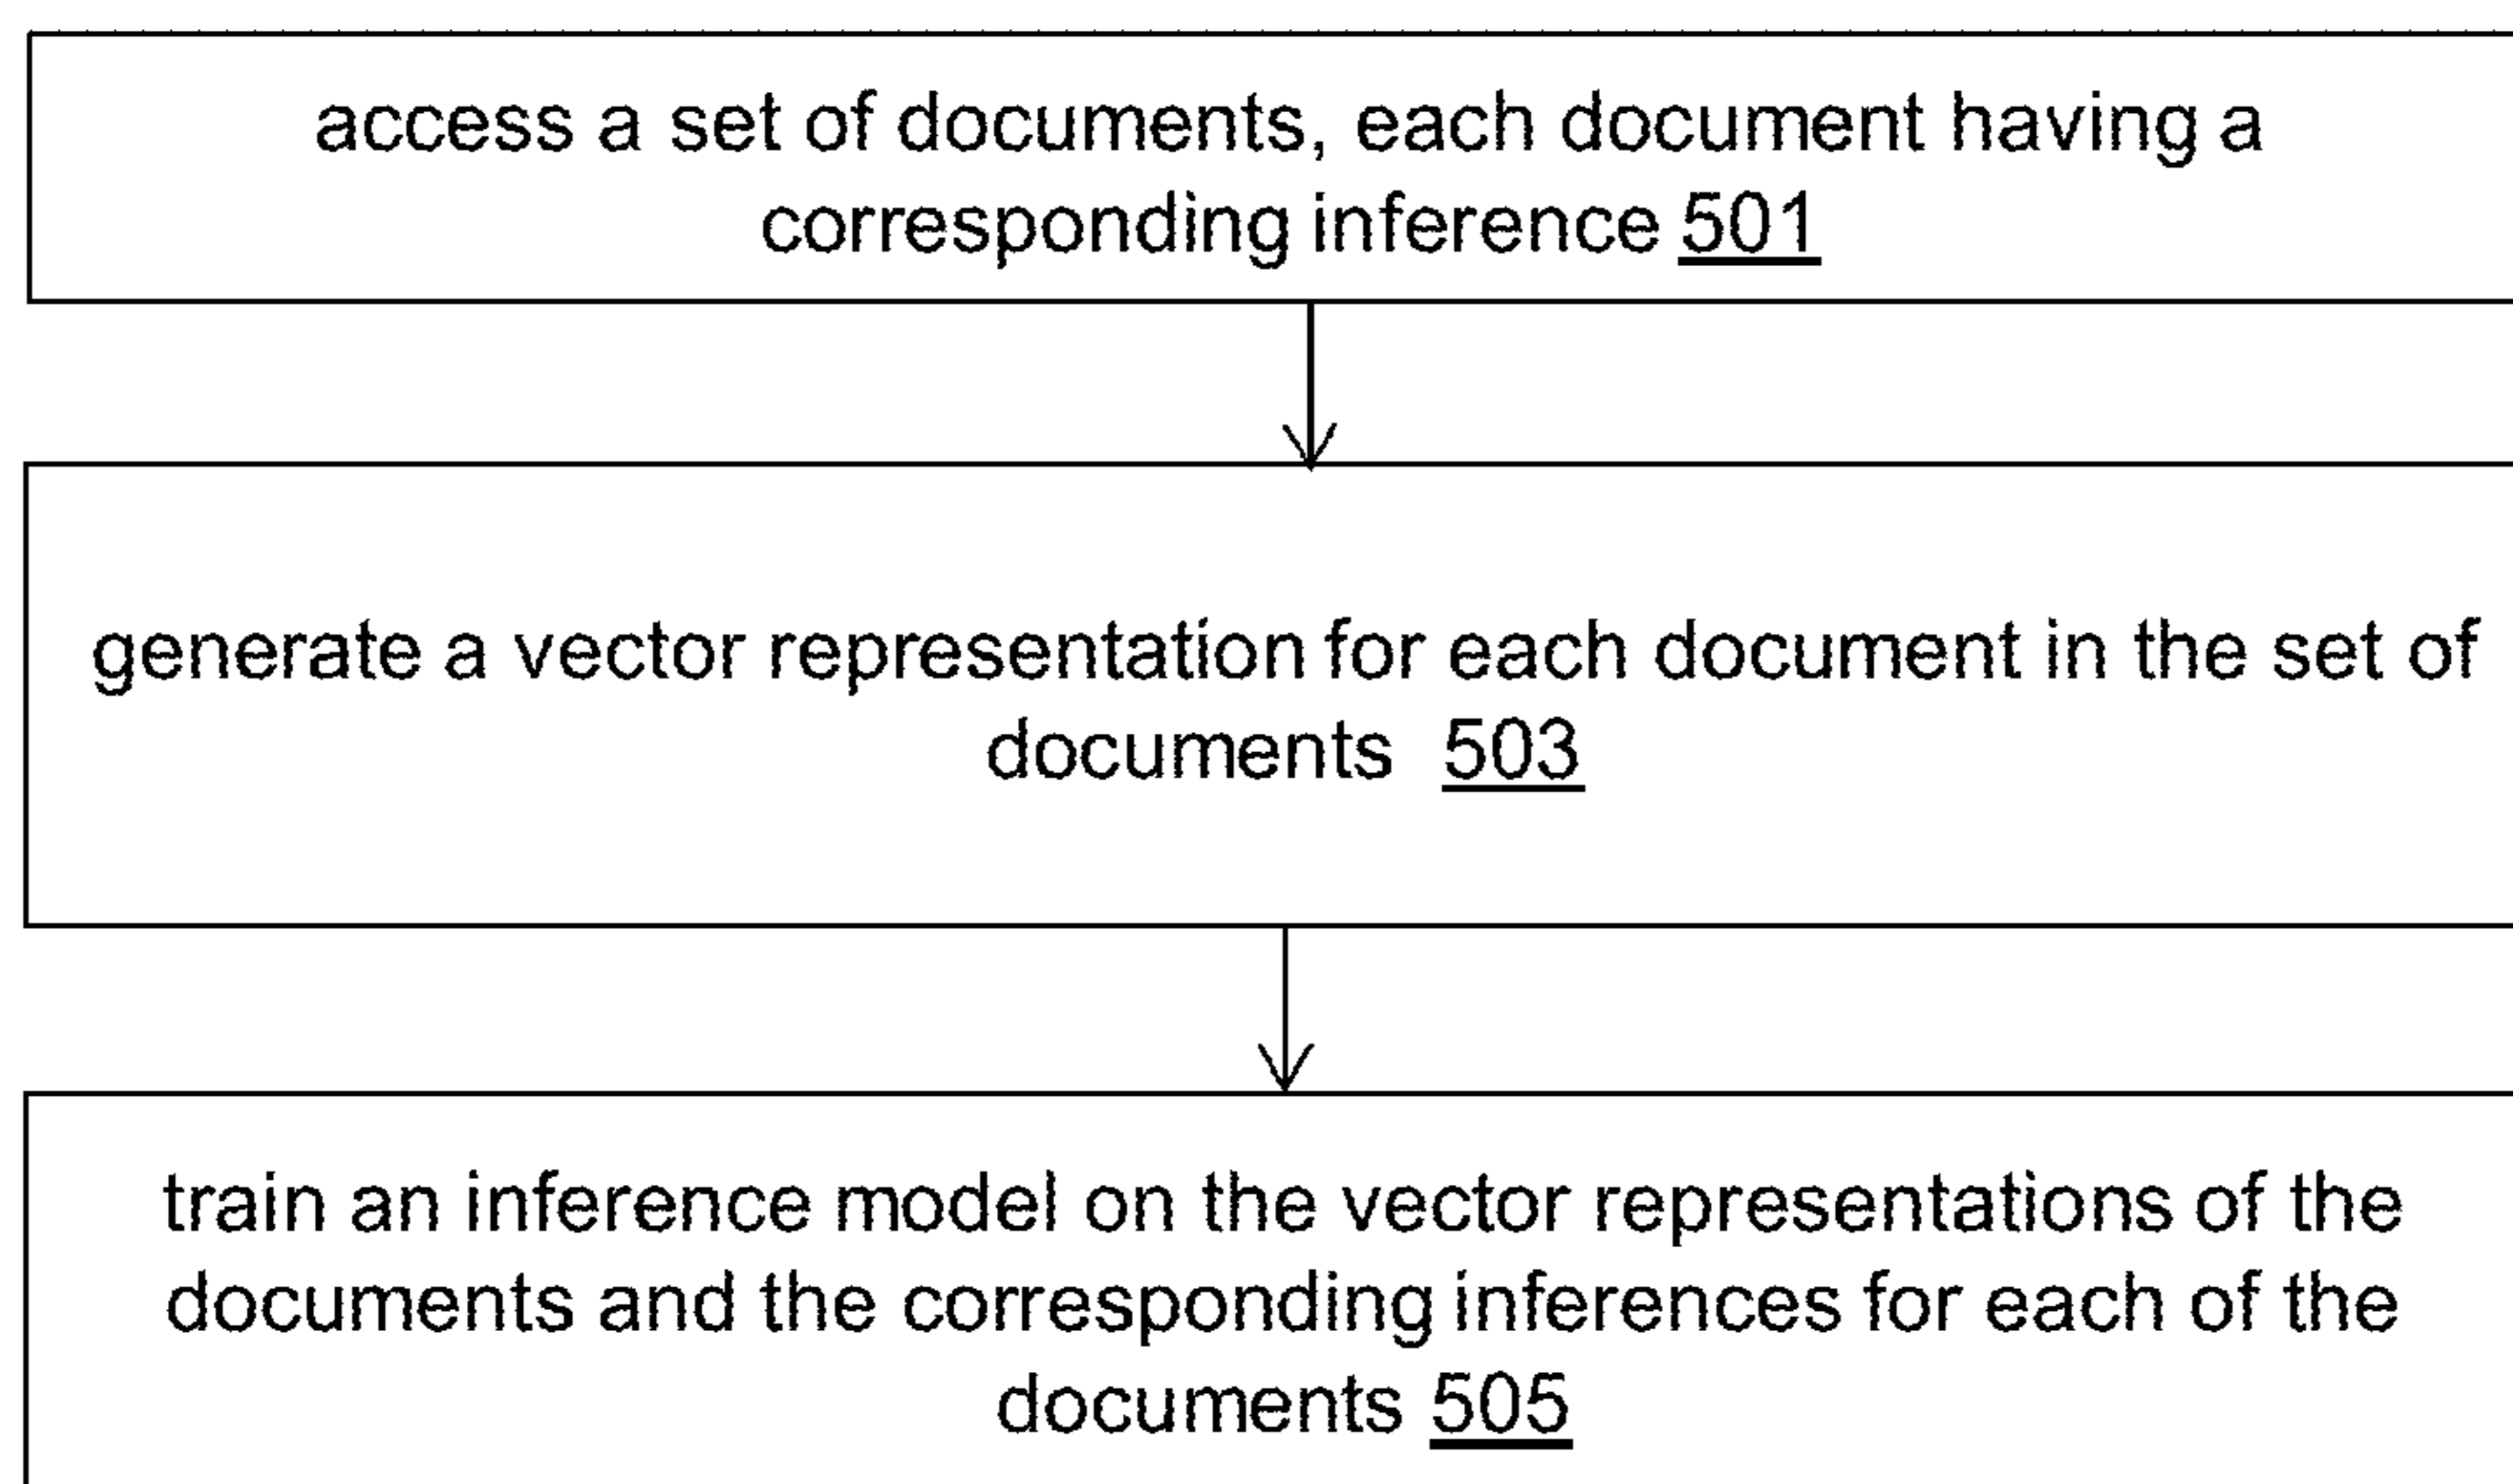 access a set of documents, each document having a
corresponding inference 501
generate a vector representation for each document in the set of
documents 503
train an inference model on the vector representations of the
documents and the corresponding inferences for each of the
documents 505